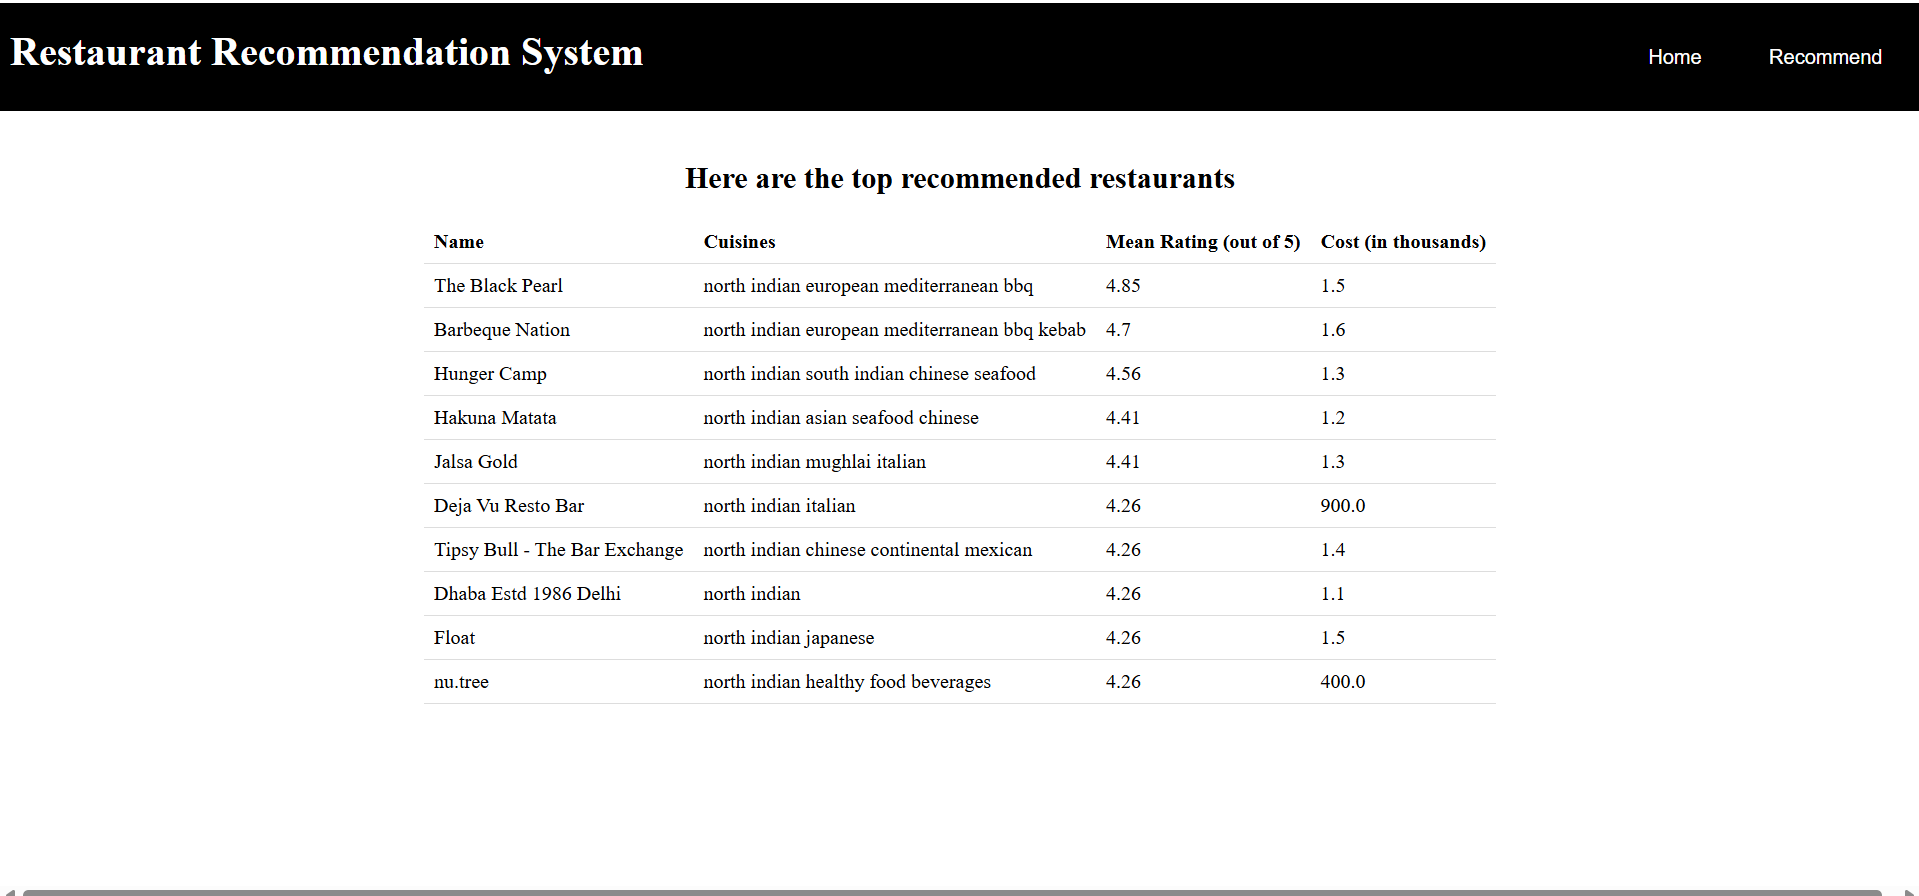 Restaurant Recommendation System Home Recommend
Here are the top recommended restaurants
Name Cuisines Mean Rating (out of 5) Cost (in thousands)
The Black Pearl north indian european mediterranean bbq 4.85 1.5
Barbeque Nation north indian european mediterranean bbq kebab 4.7 1.6
Hunger Camp north indian south indian chinese seafood 4.56 1.3
Hakuna Matata north indian asian seafood chinese 4.41 1.2
Jalsa Gold north indian mughlai italian 4.41 1.3
Deja Vu Resto Bar north indian italian 4.26 900.0
Tipsy Bull - The Bar Exchange north indian chinese continental mexican 4.26 1.4
Dhaba Estd 1986 Delhi north indian 4.26 1.1
Float north indian japanese 4.26 1.5
nu.tree north indian healthy food beverages 4.26 400.0